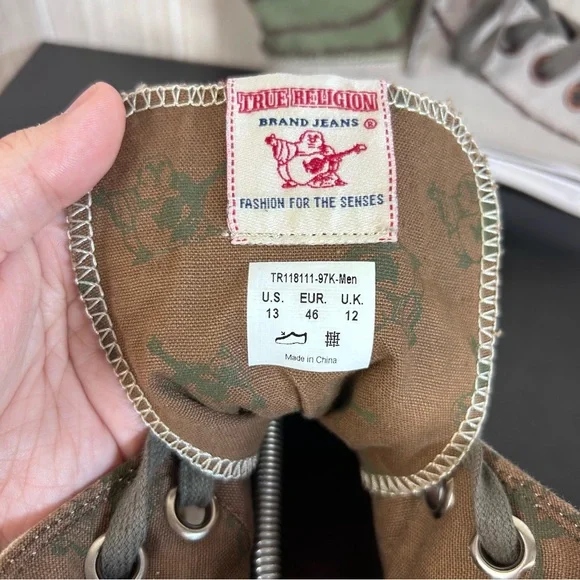 TRUE RELIGION
BRAND JEANS ®
FASHION FOR THE SENSES
TR118111-97K-Men
U.S. EUR. U.K.
13 46 12
Made in China